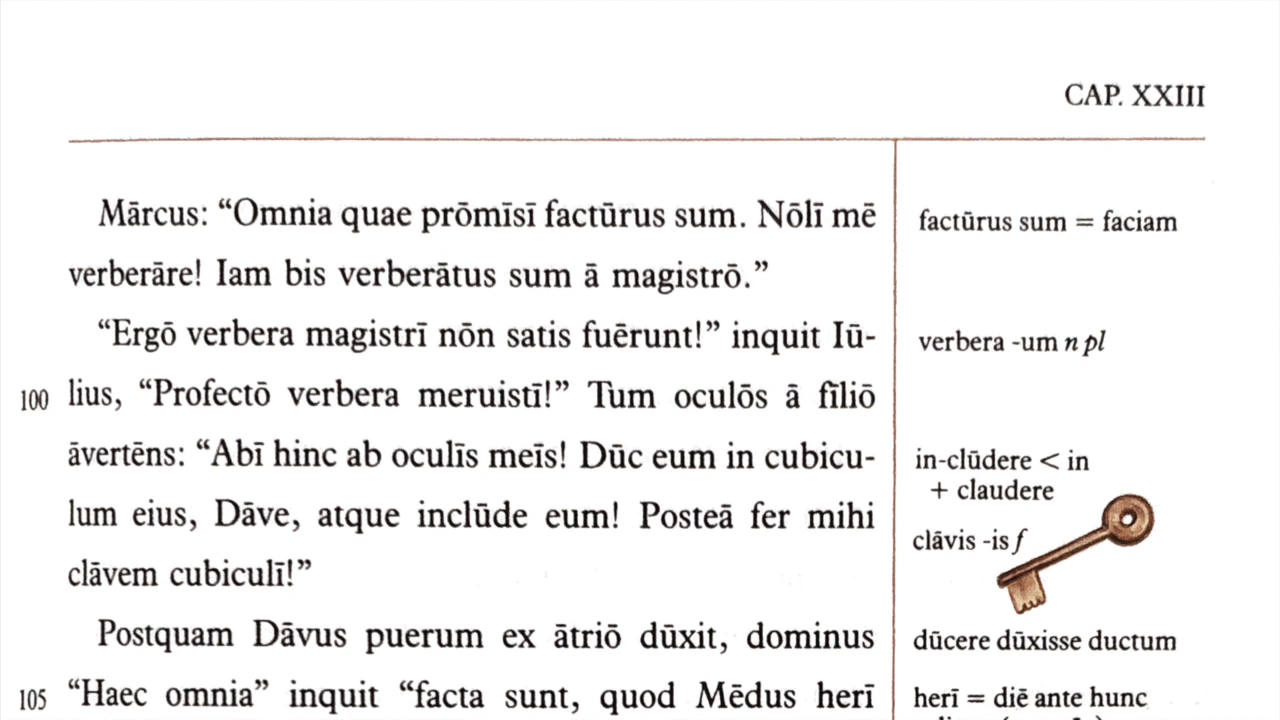 CAP. XXIII
Mārcus: “Omnia quae prōmīsī factūrus sum. Nōlī mē
verberāre! Iam bis verberātus sum ā magistrō.”
“Ergō verbera magistrī nōn satis fuērunt!” inquit Iū-
100 lius, “Profectō verbera meruistī!” Tum oculōs ā fīliō
āvertēns: “Abī hinc ab oculīs meīs! Dūc eum in cubicu-
lum eius, Dāve, atque inclūde eum! Posteā fer mihi
clāvem cubiculī!”
Postquam Dāvus puerum ex ātriō dūxit, dominus
105 “Haec omnia” inquit “facta sunt, quod Mēdus herī
factūrus sum = faciam
verbera -um n pl
in-clūdere < in
+ claudere
clāvis -is f
dūcere dūxisse ductum
herī = diē ante hunc